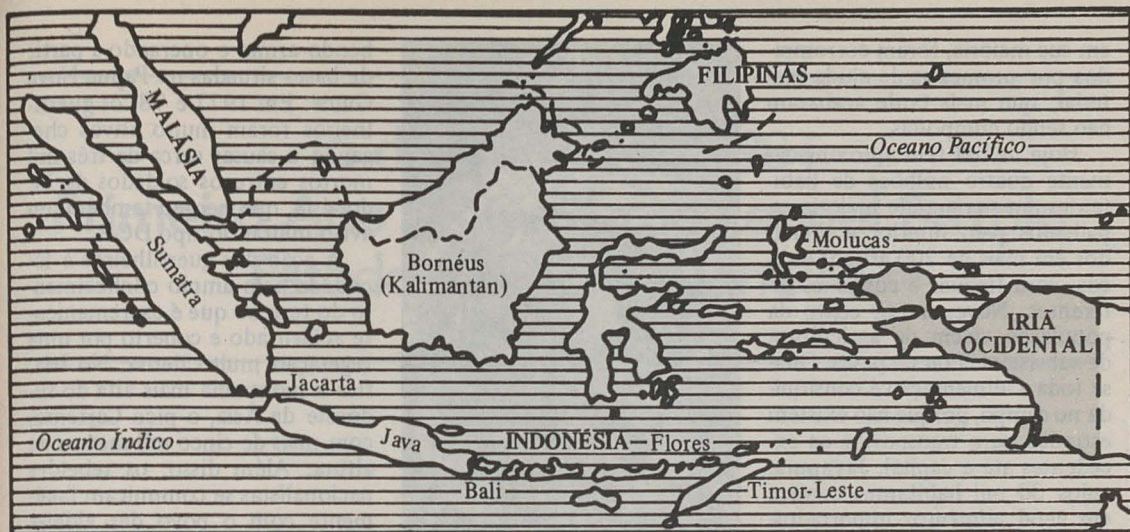 FILIPINAS
MALÁSIA
Oceano Pacífico
Sumatra
Molucas
Bornéus
(Kalimantan)
IRIÃ
OCIDENTAL
Jacarta
Oceano Índico
Java
INDONÉSIA
Flores
Bali
Timor-Leste